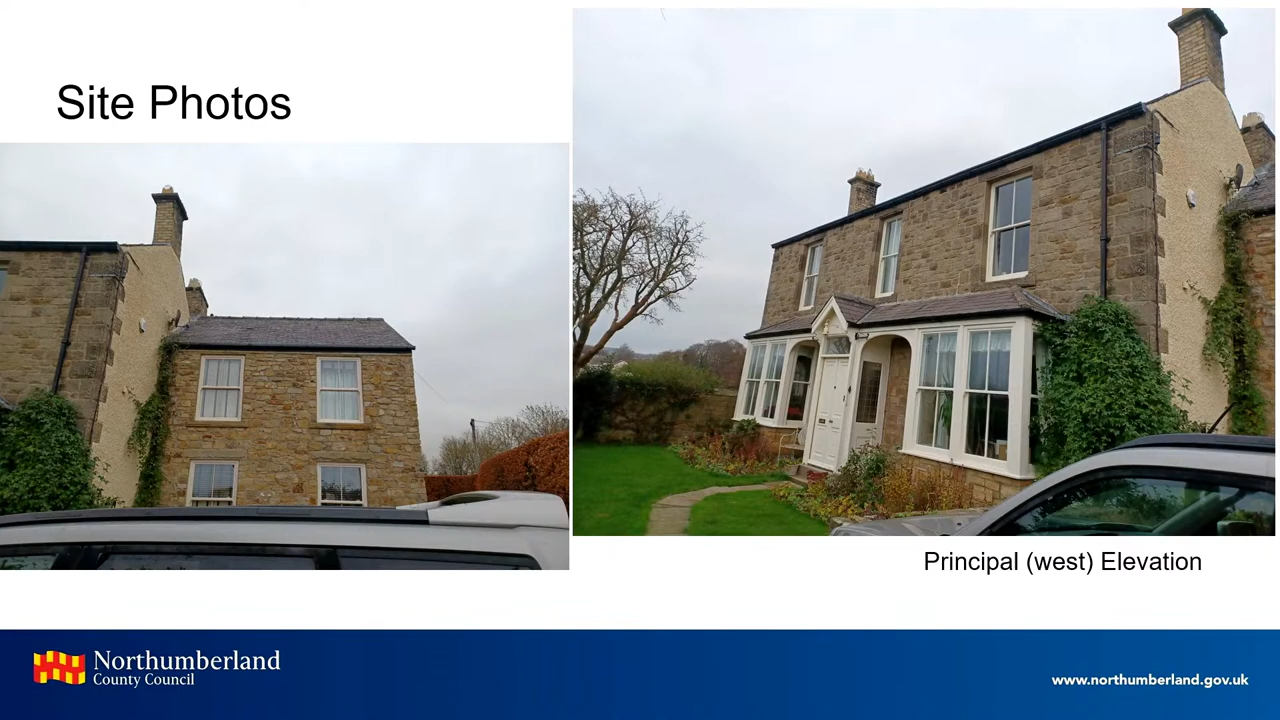 Site Photos
Principal (west) Elevation
Northumberland
County Council
www.northumberland.gov.uk